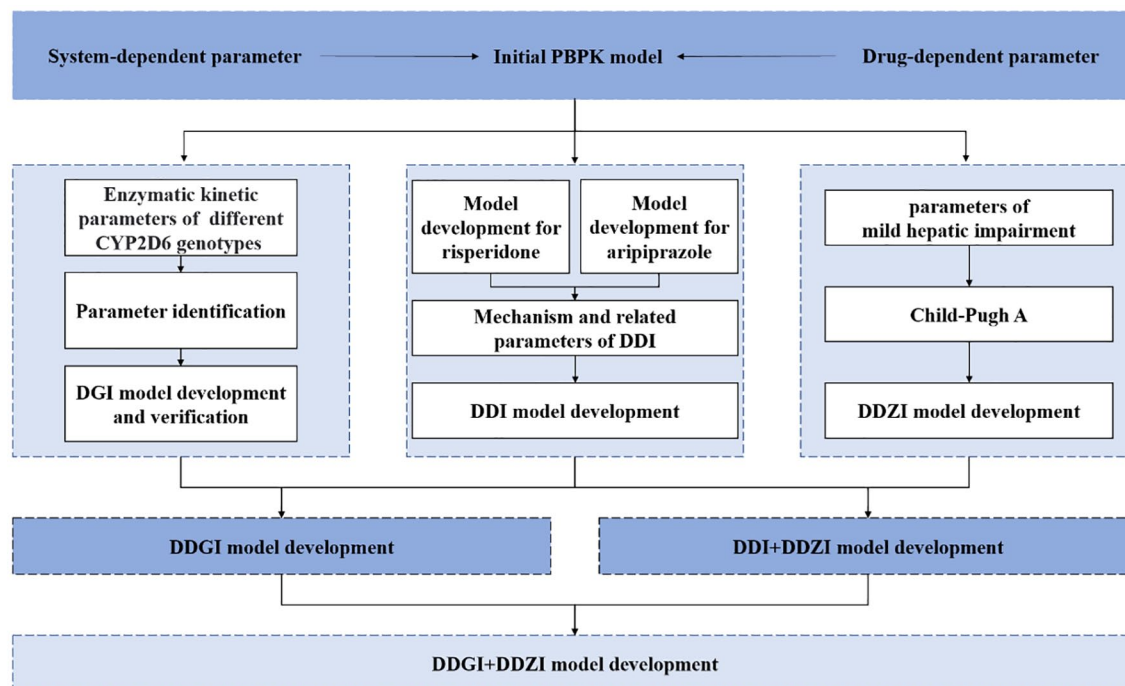 System-dependent parameter
Initial PBPK model
Drug-dependent parameter
Enzymatic kinetic
parameters of different
CYP2D6 genotypes
Parameter identification
DGI model development
and verification
Model
development for
risperidone
Model
development for
aripiprazole
Mechanism and related
parameters of DDI
DDI model development
parameters of
mild hepatic impairment
Child-Pugh A
DDZI model development
DDGI model development
DDI+DDZI model development
DDGI+DDZI model development